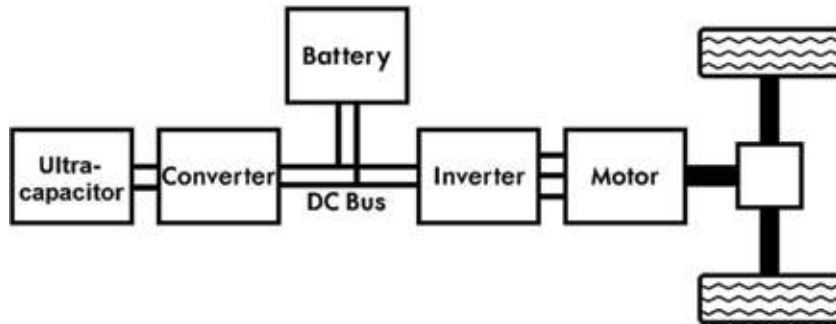 Battery
Ultra-
capacitor
Converter
DC Bus
Inverter
Motor